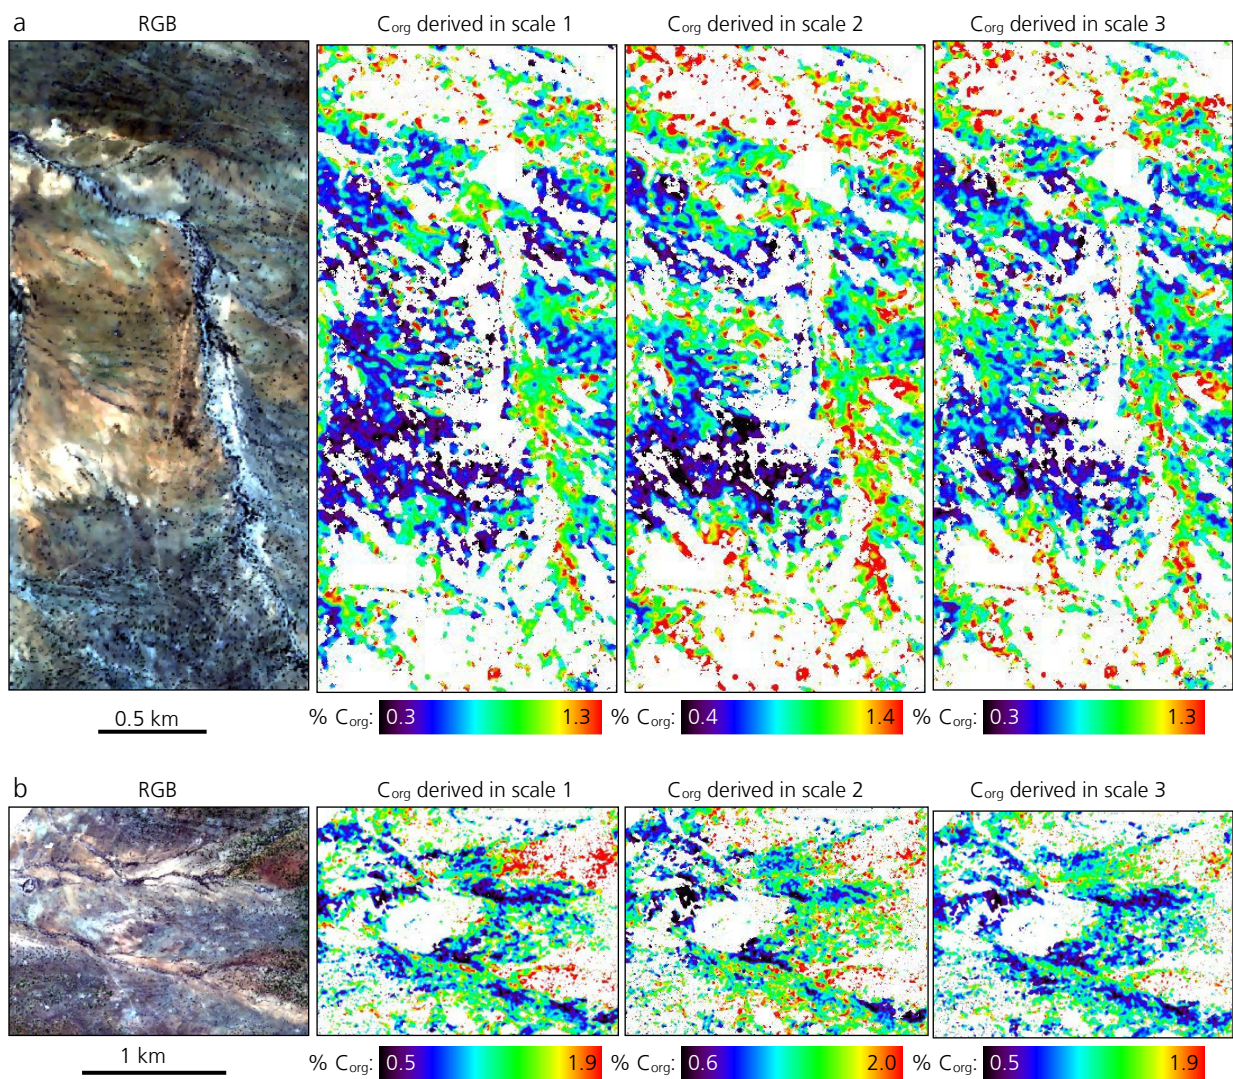 a
RGB
Corg derived in scale 1
Corg derived in scale 2
Corg derived in scale 3
0.5 km
% Corg: 0.3 1.3
% Corg: 0.4 1.4
% Corg: 0.3 1.3
b
RGB
Corg derived in scale 1
Corg derived in scale 2
Corg derived in scale 3
1 km
% Corg: 0.5 1.9
% Corg: 0.6 2.0
% Corg: 0.5 1.9